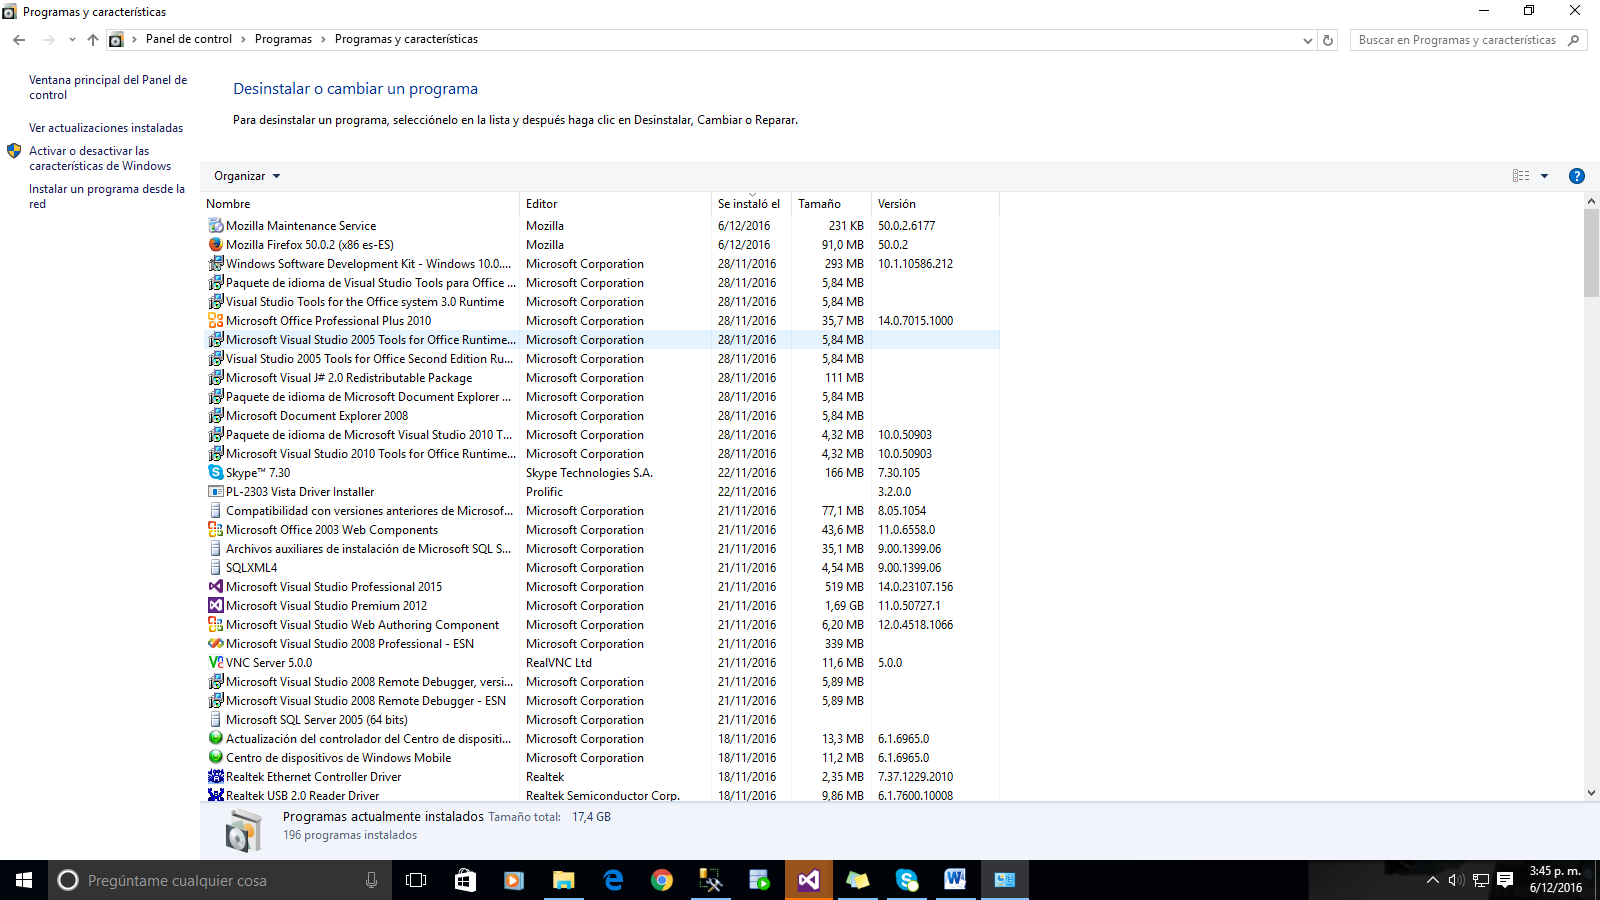 Programas y características
Panel de control > Programas > Programas y características
Buscar en Programas y características
Ventana principal del Panel de
control
Ver actualizaciones instaladas
Activar o desactivar las
características de Windows
Instalar un programa desde la
red
Desinstalar o cambiar un programa
Para desinstalar un programa, selecciónelo en la lista y después haga clic en Desinstalar, Cambiar o Reparar.
Organizar
Nombre Editor Se instaló el Tamaño Versión
Mozilla Maintenance Service Mozilla 6/12/2016 231 KB 50.0.2.6177
Mozilla Firefox 50.0.2 (x86 es-ES) Mozilla 6/12/2016 91,0 MB 50.0.2
Windows Software Development Kit - Windows 10.0.... Microsoft Corporation 28/11/2016 293 MB 10.1.10586.212
Paquete de idioma de Visual Studio Tools para Office ... Microsoft Corporation 28/11/2016 5,84 MB
Visual Studio Tools for the Office system 3.0 Runtime Microsoft Corporation 28/11/2016 5,84 MB
Microsoft Office Professional Plus 2010 Microsoft Corporation 28/11/2016 35,7 MB 14.0.7015.1000
Microsoft Visual Studio 2005 Tools for Office Runtime... Microsoft Corporation 28/11/2016 5,84 MB
Visual Studio 2005 Tools for Office Second Edition Ru... Microsoft Corporation 28/11/2016 5,84 MB
Microsoft Visual J# 2.0 Redistributable Package Microsoft Corporation 28/11/2016 111 MB
Paquete de idioma de Microsoft Document Explorer ... Microsoft Corporation 28/11/2016 5,84 MB
Microsoft Document Explorer 2008 Microsoft Corporation 28/11/2016 5,84 MB
Paquete de idioma de Microsoft Visual Studio 2010 T... Microsoft Corporation 28/11/2016 4,32 MB 10.0.50903
Microsoft Visual Studio 2010 Tools for Office Runtime... Microsoft Corporation 28/11/2016 4,32 MB 10.0.50903
Skype™ 7.30 Skype Technologies S.A. 22/11/2016 166 MB 7.30.105
PL-2303 Vista Driver Installer Prolific 22/11/2016 3.2.0.0
Compatibilidad con versiones anteriores de Microsof... Microsoft Corporation 21/11/2016 77,1 MB 8.05.1054
Microsoft Office 2003 Web Components Microsoft Corporation 21/11/2016 43,6 MB 11.0.6558.0
Archivos auxiliares de instalación de Microsoft SQL S... Microsoft Corporation 21/11/2016 35,1 MB 9.00.1399.06
SQLXML4 Microsoft Corporation 21/11/2016 4,54 MB 9.00.1399.06
Microsoft Visual Studio Professional 2015 Microsoft Corporation 21/11/2016 519 MB 14.0.23107.156
Microsoft Visual Studio Premium 2012 Microsoft Corporation 21/11/2016 1,69 GB 11.0.50727.1
Microsoft Visual Studio Web Authoring Component Microsoft Corporation 21/11/2016 6,20 MB 12.0.4518.1066
Microsoft Visual Studio 2008 Professional - ESN Microsoft Corporation 21/11/2016 339 MB
VNC Server 5.0.0 RealVNC Ltd 21/11/2016 11,6 MB 5.0.0
Microsoft Visual Studio 2008 Remote Debugger, versi... Microsoft Corporation 21/11/2016 5,89 MB
Microsoft Visual Studio 2008 Remote Debugger - ESN Microsoft Corporation 21/11/2016 5,89 MB
Microsoft SQL Server 2005 (64 bits) Microsoft Corporation 21/11/2016
Actualización del controlador del Centro de dispositi... Microsoft Corporation 18/11/2016 13,3 MB 6.1.6965.0
Centro de dispositivos de Windows Mobile Microsoft Corporation 18/11/2016 11,2 MB 6.1.6965.0
Realtek Ethernet Controller Driver Realtek 18/11/2016 2,35 MB 7.37.1229.2010
Realtek USB 2.0 Reader Driver Realtek Semiconductor Corp. 18/11/2016 9,86 MB 6.1.7600.10008
Programas actualmente instalados Tamaño total: 17,4 GB
196 programas instalados
Pregúntame cualquier cosa
3:45 p. m.
6/12/2016